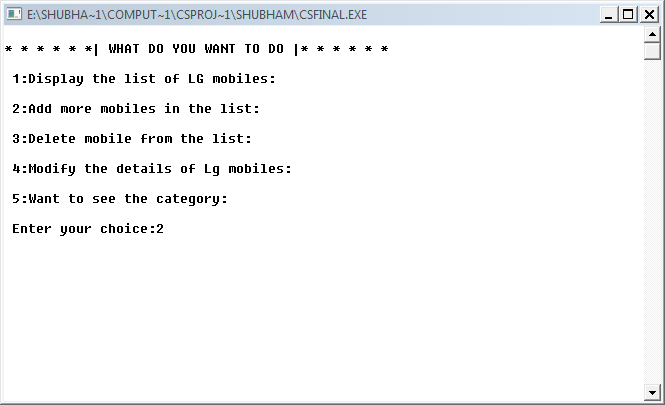 E:\SHUBHA~1\COMPUT~1\CSPROJ~1\SHUBHAM\CSFINAL.EXE
* * * * * *| WHAT DO YOU WANT TO DO |* * * * * *
1:Display the list of LG mobiles:
2:Add more mobiles in the list:
3:Delete mobile from the list:
4:Modify the details of Lg mobiles:
5:Want to see the category:
Enter your choice:2